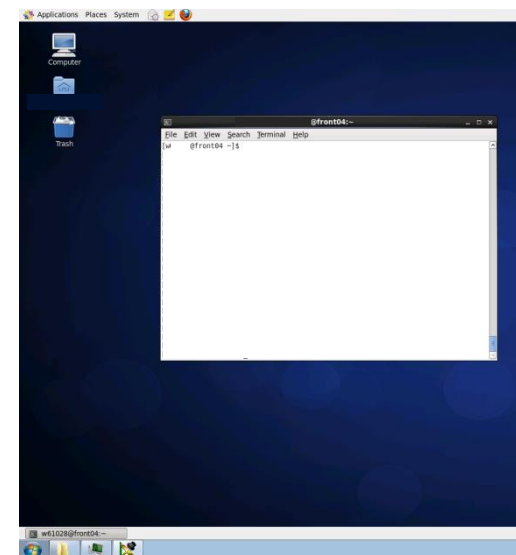 Applications Places System
Computer
Trash
@front04:~
File Edit View Search Terminal Help
[w @front04 ~]$
w61028@front04:~